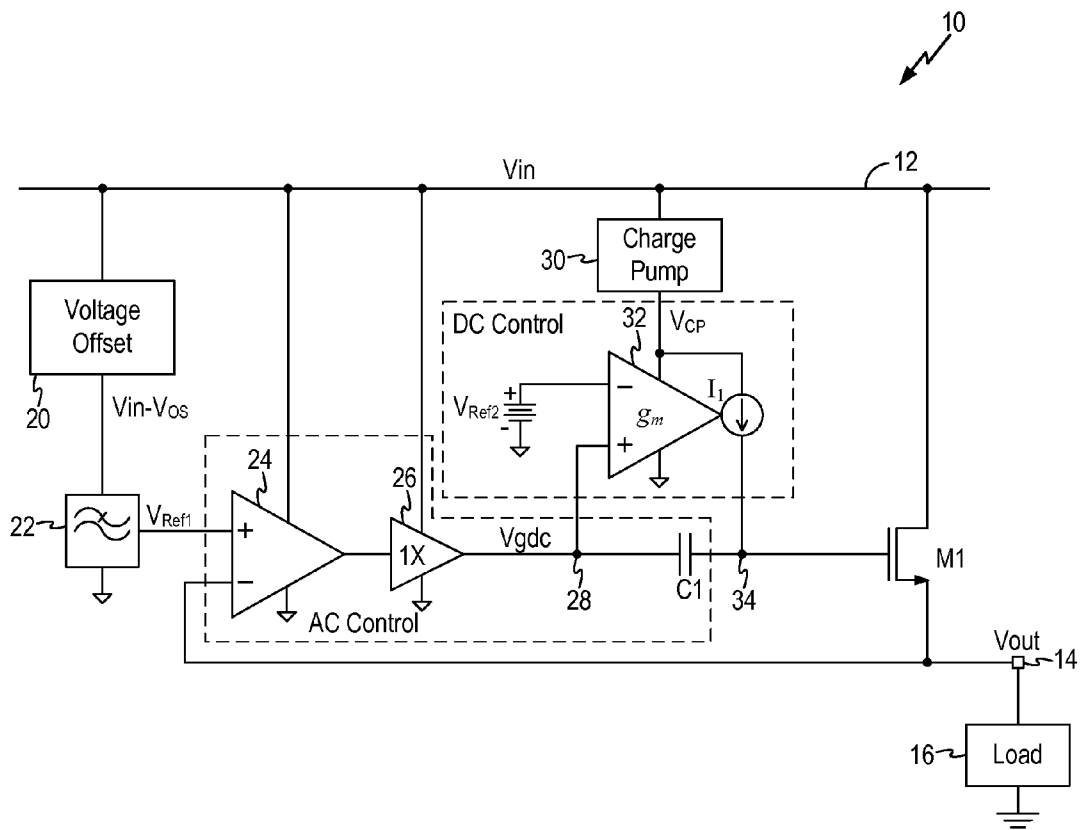 10
Vin
12
Voltage
Offset
20
Vin-VOS
22
VRef1
24
+
−
26
1X
AC Control
Vgdc
28
C1
34
30
Charge
Pump
VCP
DC Control
32
VRef2
+
-
−
+
gm
I1
M1
Vout
14
16
Load